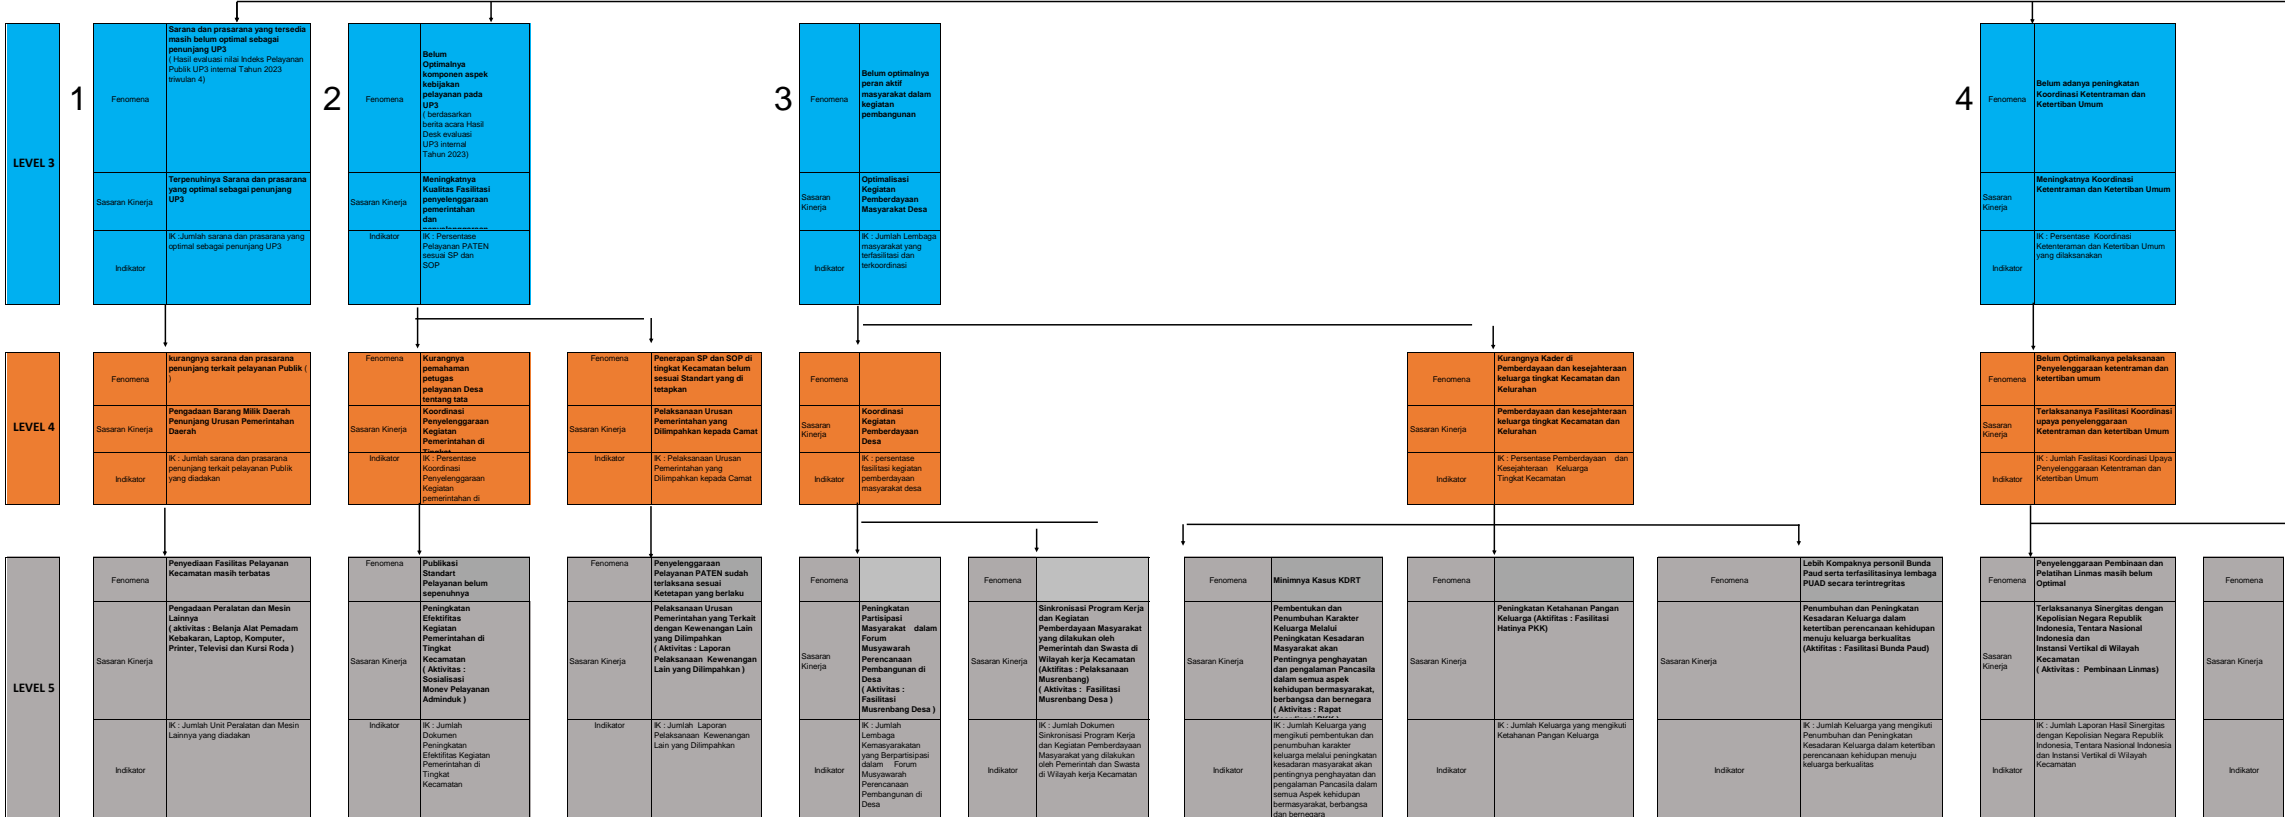 LEVEL 3
1
Fenomena
Sarana dan prasarana yang tersedia
masih belum optimal sebagai
penunjang UP3
( Hasil evaluasi nilai Indeks Pelayanan
Publik UP3 internal Tahun 2023
triwulan 4)
Sasaran Kinerja
Terpenuhinya Sarana dan prasarana
yang optimal sebagai penunjang
UP3
Indikator
IK :Jumlah sarana dan prasarana yang
optimal sebagai penunjang UP3
2
Fenomena
Belum
Optimalnya
komponen aspek
kebijakan
pelayanan pada
UP3
( berdasarkan
berita acara Hasil
Desk evaluasi
UP3 internal
Tahun 2023)
Sasaran Kinerja
Meningkatnya
Kualitas Fasilitasi
penyelenggaraan
pemerintahan
dan
Indikator
IK : Persentase
Pelayanan PATEN
sesuai SP dan
SOP
3
Fenomena
Belum optimalnya
peran aktif
masyarakat dalam
kegiatan
pembangunan
Sasaran
Kinerja
Optimalisasi
Kegiatan
Pemberdayaan
Masyarakat Desa
Indikator
IK : Jumlah Lembaga
masyarakat yang
terfasilitasi dan
terkoordinasi
4
Fenomena
Belum adanya peningkatan
Koordinasi Ketentraman dan
Ketertiban Umum
Sasaran
Kinerja
Meningkatnya Koordinasi
Ketentraman dan Ketertiban Umum
Indikator
IK : Persentase Koordinasi
Ketenteraman dan Ketertiban Umum
yang dilaksanakan
LEVEL 4
Fenomena
kurangnya sarana dan prasarana
penunjang terkait pelayanan Publik (
)
Sasaran Kinerja
Pengadaan Barang Milik Daerah
Penunjang Urusan Pemerintahan
Daerah
Indikator
IK : Jumlah sarana dan prasarana
penunjang terkait pelayanan Publik
yang diadakan
Fenomena
Kurangnya
pemahaman
petugas
pelayanan Desa
tentang tata
Sasaran Kinerja
Koordinasi
Penyelenggaraan
Kegiatan
Pemerintahan di
Tingkat
Indikator
IK : Persentase
Koordinasi
Penyelenggaraan
Kegiatan
pemerintahan di
Fenomena
Penerapan SP dan SOP di
tingkat Kecamatan belum
sesuai Standart yang di
tetapkan
Sasaran Kinerja
Pelaksanaan Urusan
Pemerintahan yang
Dilimpahkan kepada Camat
Indikator
IK : Pelaksanaan Urusan
Pemerintahan yang
Dilimpahkan kepada Camat
Fenomena
Sasaran
Kinerja
Koordinasi
Kegiatan
Pemberdayaan
Desa
Indikator
IK : persentase
fasilitasi kegiatan
pemberdayaan
masyarakat desa
Fenomena
Kurangnya Kader di
Pemberdayaan dan kesejahteraan
keluarga tingkat Kecamatan dan
Kelurahan
Sasaran Kinerja
Pemberdayaan dan kesejahteraan
keluarga tingkat Kecamatan dan
Kelurahan
Indikator
IK : Persentase Pemberdayaan dan
Kesejahteraan Keluarga
Tingkat Kecamatan
Fenomena
Belum Optimalkanya pelaksanaan
Penyelenggaraan ketentraman dan
ketertiban umum
Sasaran
Kinerja
Terlaksananya Fasilitasi Koordinasi
upaya penyelenggaraan
Ketentraman dan ketertiban Umum
Indikator
IK : Jumlah Faslitasi Koordinasi Upaya
Penyelenggaraan Ketentraman dan
Ketertiban Umum
LEVEL 5
Fenomena
Penyediaan Fasilitas Pelayanan
Kecamatan masih terbatas
Sasaran Kinerja
Pengadaan Peralatan dan Mesin
Lainnya
( aktivitas : Belanja Alat Pemadam
Kebakaran, Laptop, Komputer,
Printer, Televisi dan Kursi Roda )
Indikator
IK : Jumlah Unit Peralatan dan Mesin
Lainnya yang diadakan
Fenomena
Publikasi
Standart
Pelayanan belum
sepenuhnya
Sasaran Kinerja
Peningkatan
Efektifitas
Kegiatan
Pemerintahan di
Tingkat
Kecamatan
( Aktivitas :
Sosialisasi
Monev Pelayanan
Adminduk )
Indikator
IK : Jumlah
Dokumen
Peningkatan
Efektifitas Kegiatan
Pemerintahan di
Tingkat
Kecamatan
Fenomena
Penyelenggaraan
Pelayanan PATEN sudah
terlaksana sesuai
Ketetapan yang berlaku
Sasaran Kinerja
Pelaksanaan Urusan
Pemerintahan yang Terkait
dengan Kewenangan Lain
yang Dilimpahkan
( Aktivitas : Laporan
Pelaksanaan Kewenangan
Lain yang Dilimpahkan )
Indikator
IK : Jumlah Laporan
Pelaksanaan Kewenangan
Lain yang Dilimpahkan
Fenomena
Sasaran
Kinerja
Peningkatan
Partisipasi
Masyarakat dalam
Forum
Musyawarah
Perencanaan
Pembangunan di
Desa
( Aktivitas :
Fasilitasi
Musrenbang Desa )
Indikator
IK : Jumlah
Lembaga
Kemasyarakatan
yang Berpartisipasi
dalam Forum
Musyawarah
Perencanaan
Pembangunan di
Desa
Fenomena
Sasaran Kinerja
Sinkronisasi Program Kerja
dan Kegiatan
Pemberdayaan Masyarakat
yang dilakukan oleh
Pemerintah dan Swasta di
Wilayah kerja Kecamatan
(Aktifitas : Pelaksanaan
Musrenbang)
( Aktivitas : Fasilitasi
Musrenbang Desa )
Indikator
IK : Jumlah Dokumen
Sinkronisasi Program Kerja
dan Kegiatan Pemberdayaan
Masyarakat yang dilakukan
oleh Pemerintah dan Swasta
di Wilayah kerja Kecamatan
Fenomena
Minimnya Kasus KDRT
Sasaran Kinerja
Pembentukan dan
Penumbuhan Karakter
Keluarga Melalui
Peningkatan Kesadaran
Masyarakat akan
Pentingnya penghayatan
dan pengalaman Pancasila
dalam semua aspek
kehidupan bermasyarakat,
berbangsa dan bernegara
( Aktivitas : Rapat
Indikator
IK : Jumlah Keluarga yang
mengikuti pembentukan dan
penumbuhan karakter
keluarga melalui peningkatan
kesadaran masyarakat akan
pentingnya penghayatan dan
pengalaman Pancasila dalam
semua Aspek kehidupan
bermasyarakat, berbangsa
dan bernegara
Fenomena
Sasaran Kinerja
Peningkatan Ketahanan Pangan
Keluarga (Aktifitas : Fasilitasi
Hatinya PKK)
Indikator
IK : Jumlah Keluarga yang mengikuti
Ketahanan Pangan Keluarga
Fenomena
Lebih Kompaknya personil Bunda
Paud serta terfasilitasinya lembaga
PUAD secara terintregritas
Sasaran Kinerja
Penumbuhan dan Peningkatan
Kesadaran Keluarga dalam
ketertiban perencanaan kehidupan
menuju keluarga berkualitas
(Aktifitas : Fasilitasi Bunda Paud)
Indikator
IK : Jumlah Keluarga yang mengikuti
Penumbuhan dan Peningkatan
Kesadaran Keluarga dalam ketertiban
perencanaan kehidupan menuju
keluarga berkualitas
Fenomena
Penyelenggaraan Pembinaan dan
Pelatihan Linmas masih belum
Optimal
Sasaran
Kinerja
Terlaksananya Sinergitas dengan
Kepolisian Negara Republik
Indonesia, Tentara Nasional
Indonesia dan
Instansi Vertikal di Wilayah
Kecamatan
( Aktivitas : Pembinaan Linmas)
Indikator
IK : Jumlah Laporan Hasil Sinergitas
dengan Kepolisian Negara Republik
Indonesia, Tentara Nasional Indonesia
dan Instansi Vertikal di Wilayah
Kecamatan
Fenomena
Sasaran Kinerja
Indikator